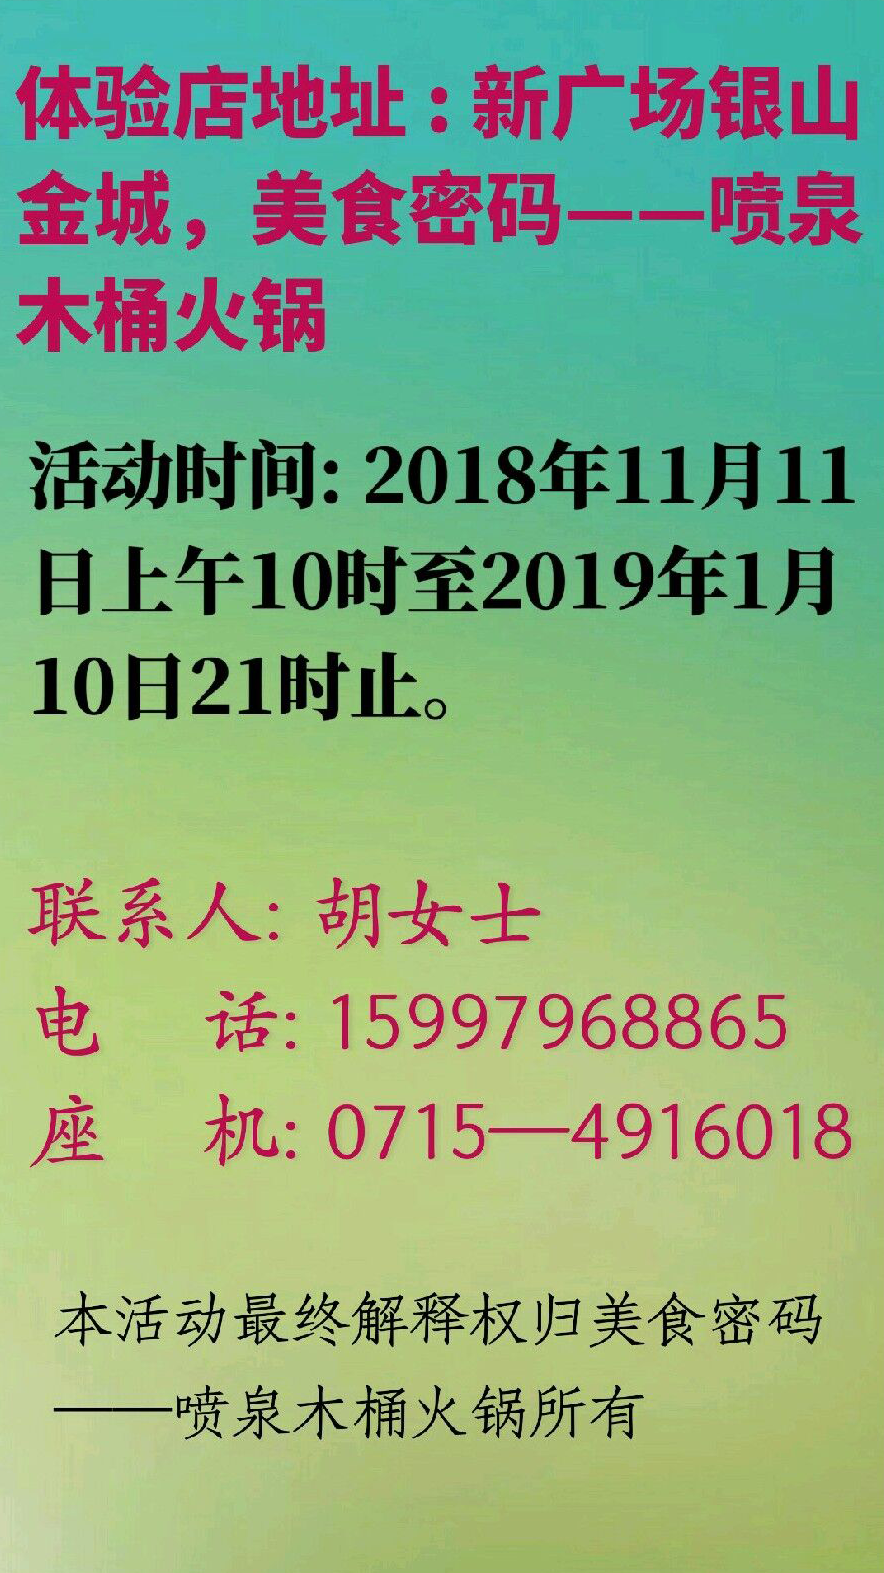 体验店地址：新广场银山
金城，美食密码——喷泉
木桶火锅
活动时间: 2018年11月11
日上午10时至2019年1月
10日21时止。
联系人: 胡女士
电　话: 15997968865
座　机: 0715—4916018
本活动最终解释权归美食密码
——喷泉木桶火锅所有